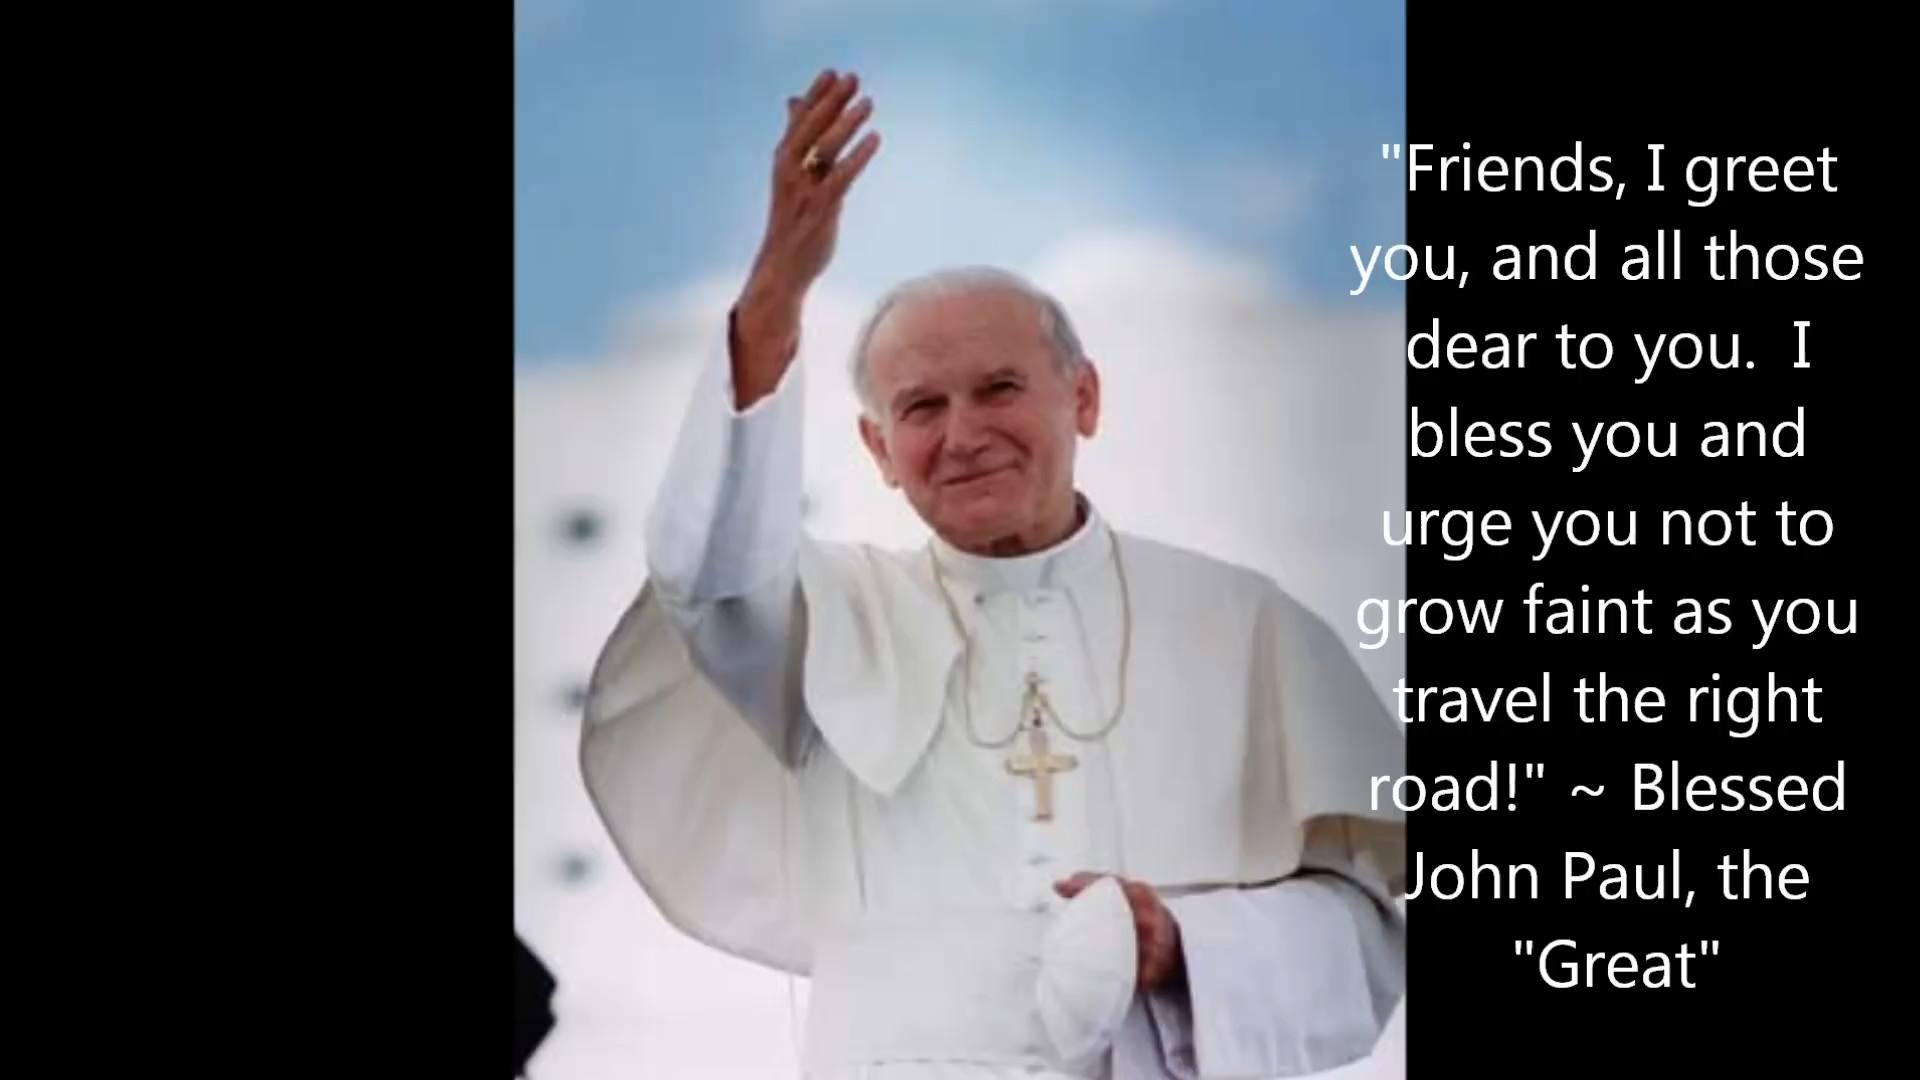 "Friends, I greet
you, and all those
dear to you.  I
bless you and
urge you not to
grow faint as you
travel the right
road!" ~ Blessed
John Paul, the
"Great"